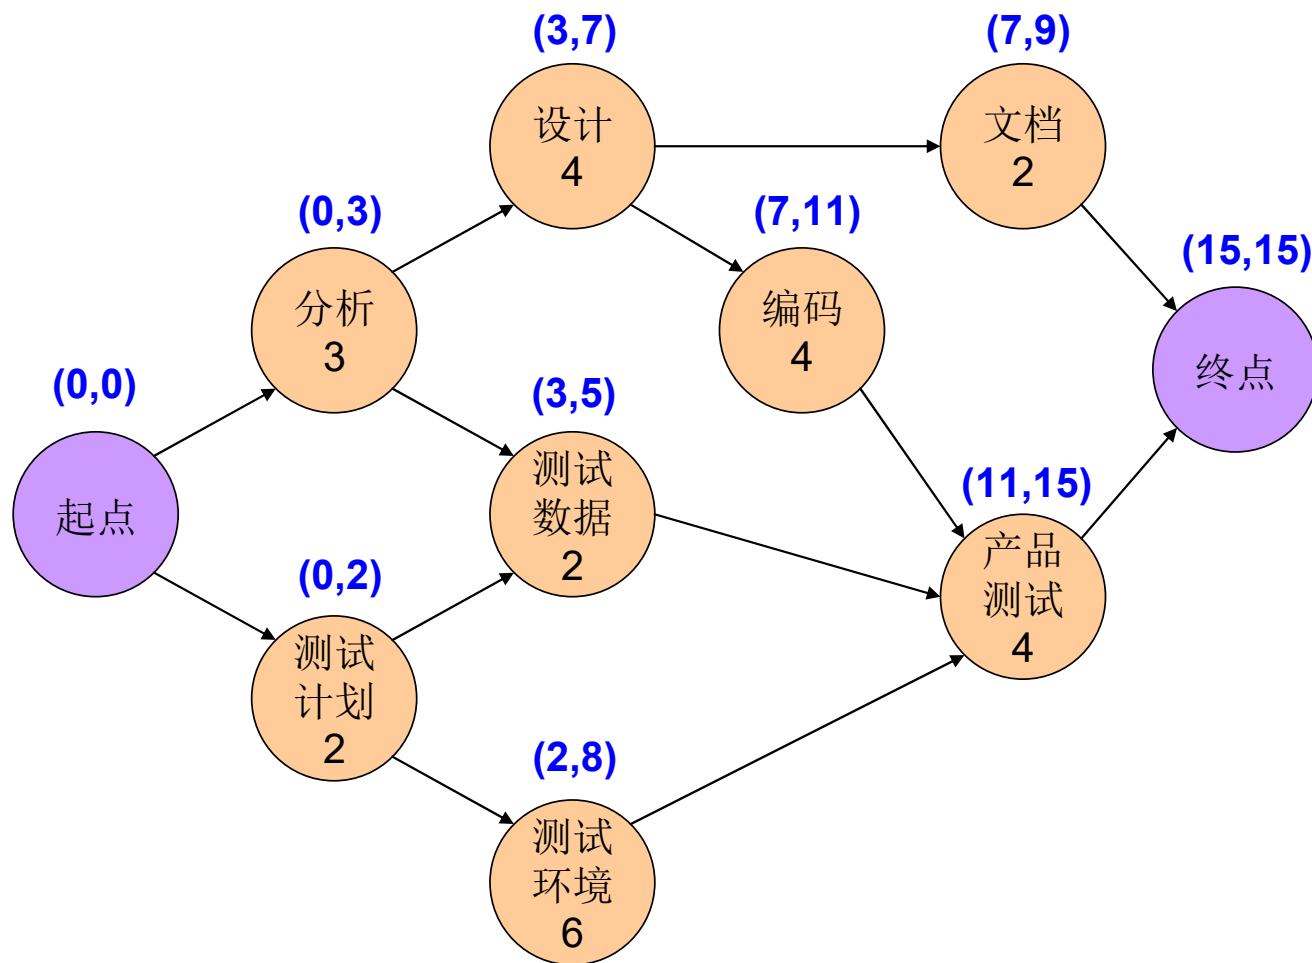 (3,7)
设计
4
(7,9)
文档
2
(0,3)
分析
3
(7,11)
编码
4
(15,15)
终点
(0,0)
起点
(3,5)
测试
数据
2
(11,15)
产品
测试
4
(0,2)
测试
计划
2
(2,8)
测试
环境
6